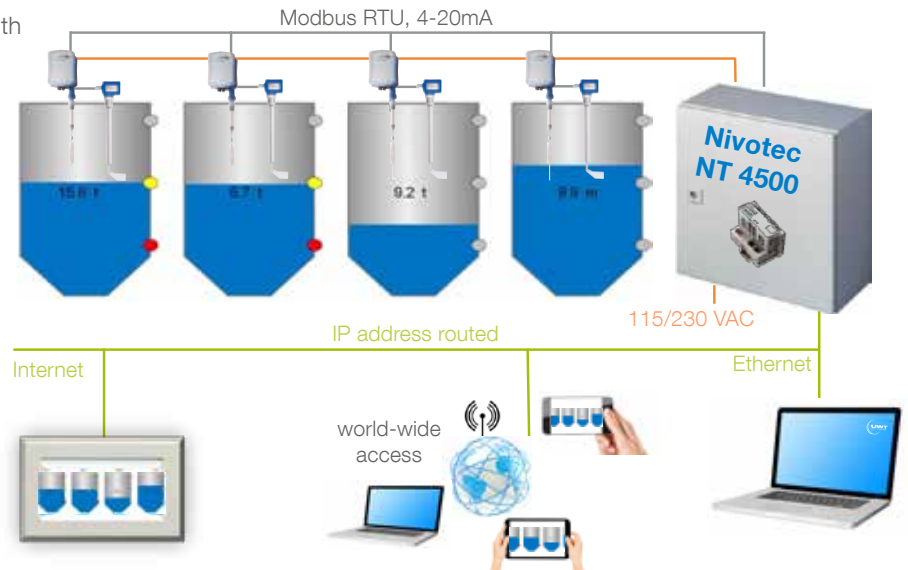 th
Modbus RTU, 4-20mA
Nivotec
NT 4500
9.2 t
115/230 VAC
IP address routed
Internet
Ethernet
world-wide
access
UWT